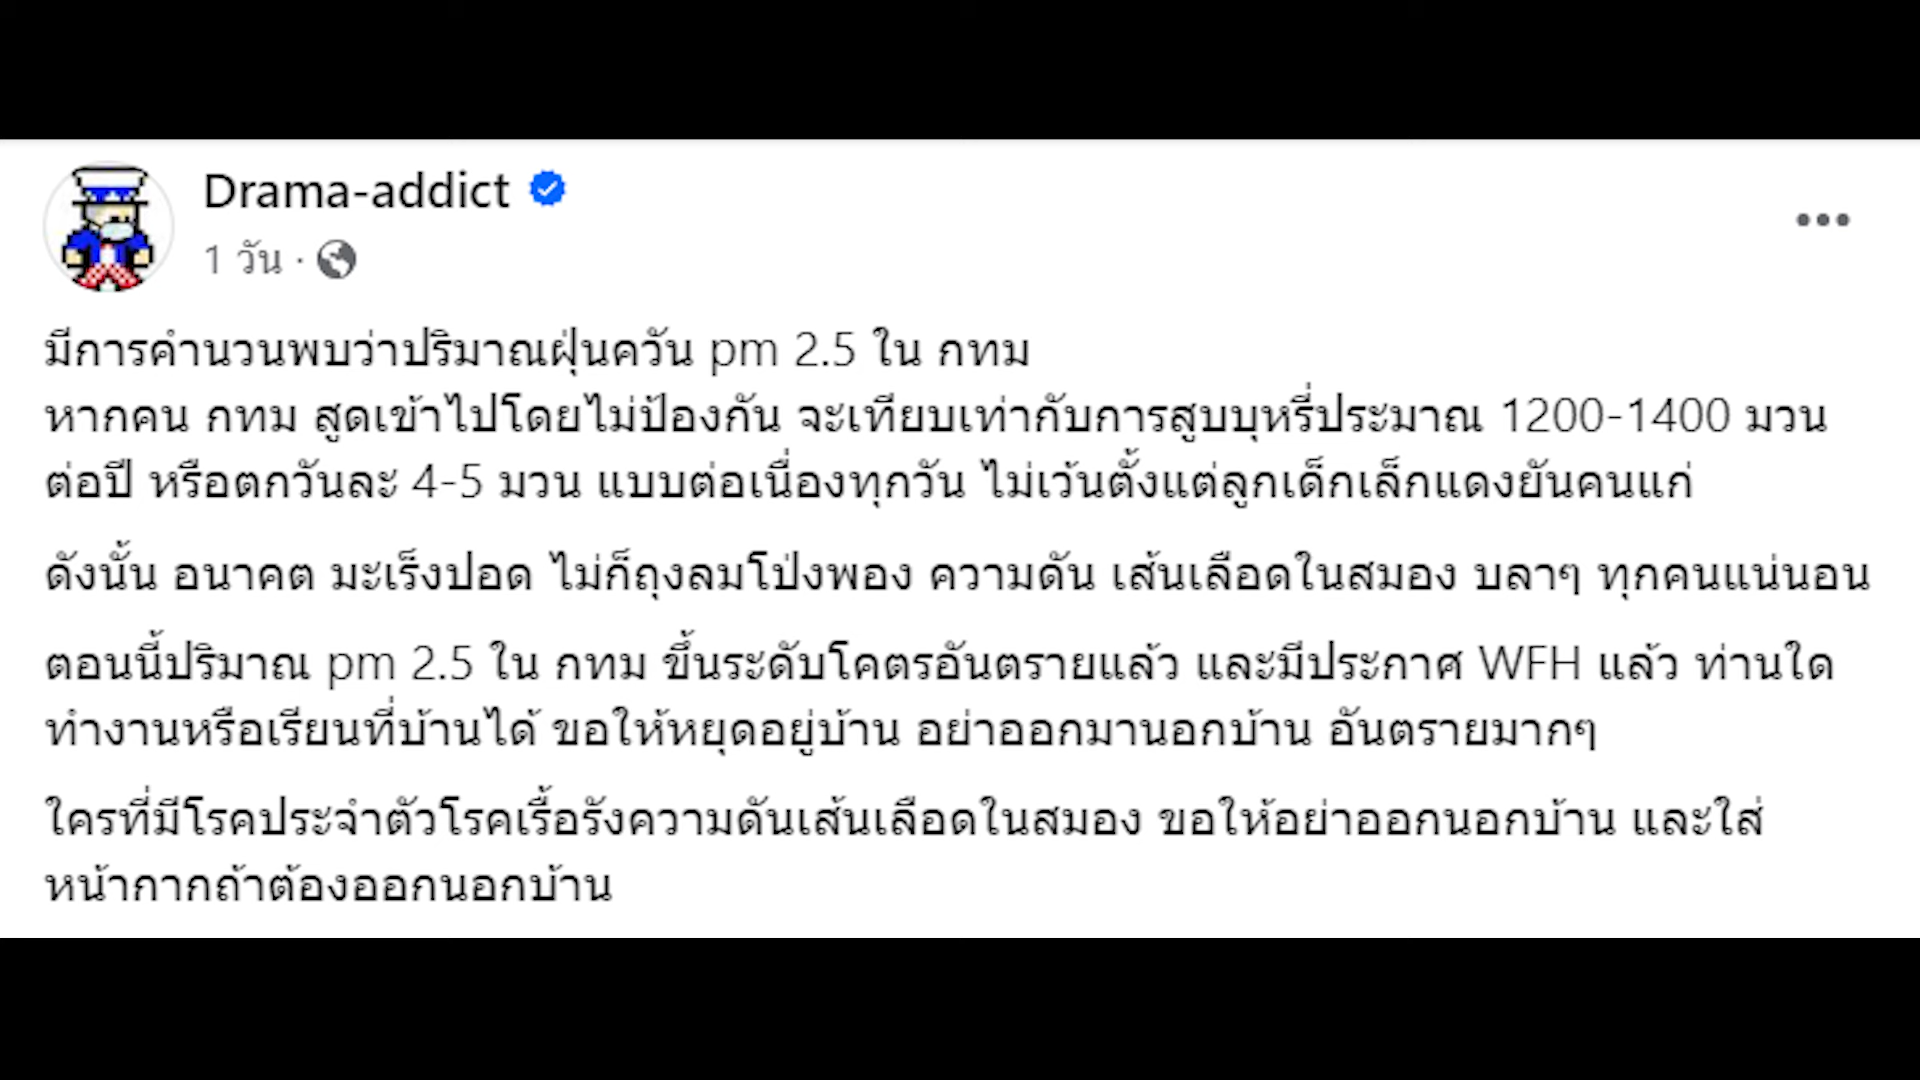 Drama-addict
1 วัน ·
มีการคำนวนพบว่าปริมาณฝุ่นควัน pm 2.5 ใน กทม
หากคน กทม สูดเข้าไปโดยไม่ป้องกัน จะเทียบเท่ากับการสูบบุหรี่ประมาณ 1200-1400 มวน
ต่อปี หรือตกวันละ 4-5 มวน แบบต่อเนื่องทุกวัน ไม่เว้นตั้งแต่ลูกเด็กเล็กแดงยันคนแก่
ดังนั้น อนาคต มะเร็งปอด ไม่ก็ถุงลมโป่งพอง ความดัน เส้นเลือดในสมอง บลาๆ ทุกคนแน่นอน
ตอนนี้ปริมาณ pm 2.5 ใน กทม ขึ้นระดับโคตรอันตรายแล้ว และมีประกาศ WFH แล้ว ท่านใด
ทำงานหรือเรียนที่บ้านได้ ขอให้หยุดอยู่บ้าน อย่าออกมานอกบ้าน อันตรายมากๆ
ใครที่มีโรคประจำตัวโรคเรื้อรังความดันเส้นเลือดในสมอง ขอให้อย่าออกนอกบ้าน และใส่
หน้ากากถ้าต้องออกนอกบ้าน